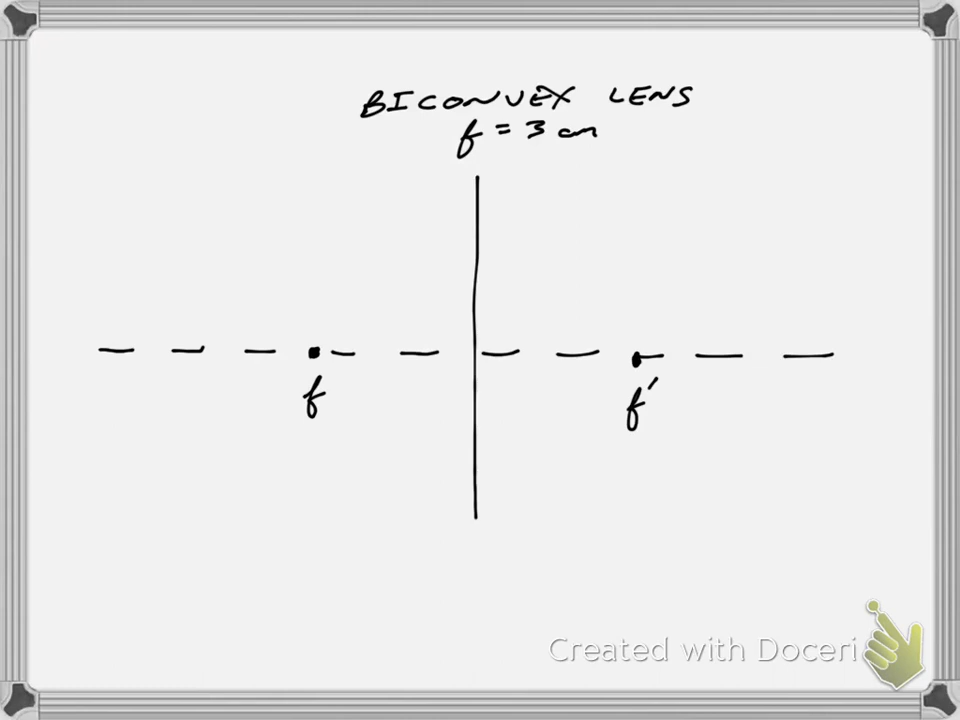 BICONVEX LENS
f = 3 cm
f f′
Created with Doceri